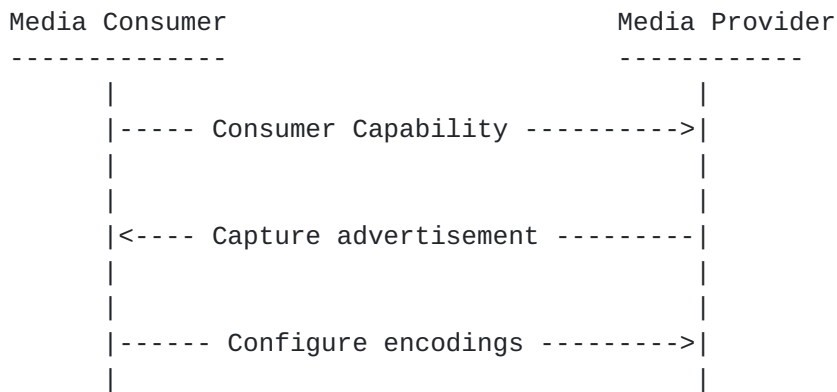 Media Consumer                         Media Provider
--------------                         ------------
      |                                     |
      |----- Consumer Capability ---------->|
      |                                     |
      |                                     |
      |<---- Capture advertisement ---------|
      |                                     |
      |                                     |
      |------ Configure encodings --------->|
      |                                     |